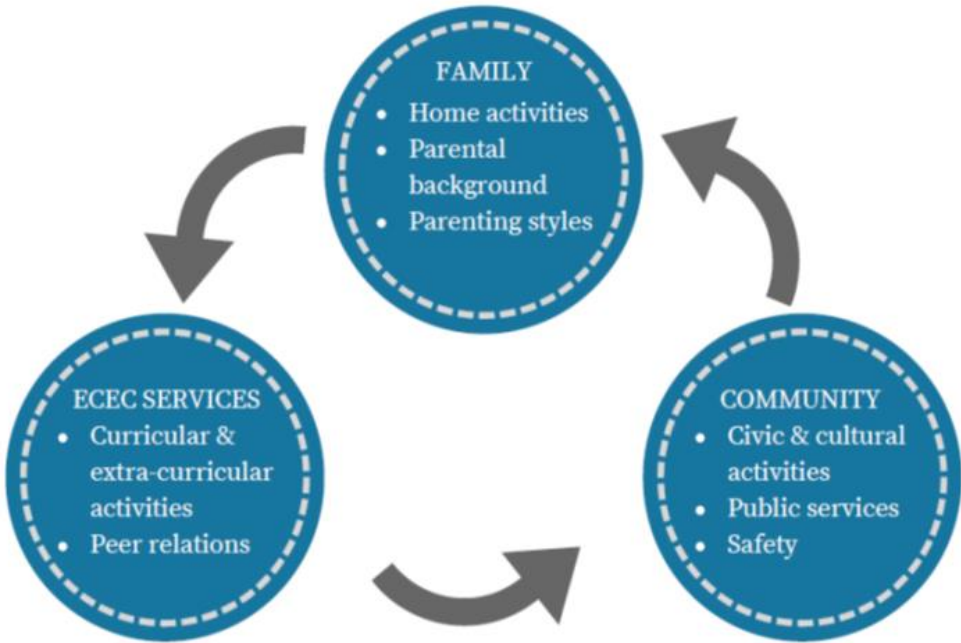 FAMILY
• Home activities
• Parental
background
• Parenting styles
ECEC SERVICES
• Curricular &
extra-curricular
activities
• Peer relations
COMMUNITY
• Civic & cultural
activities
• Public services
• Safety